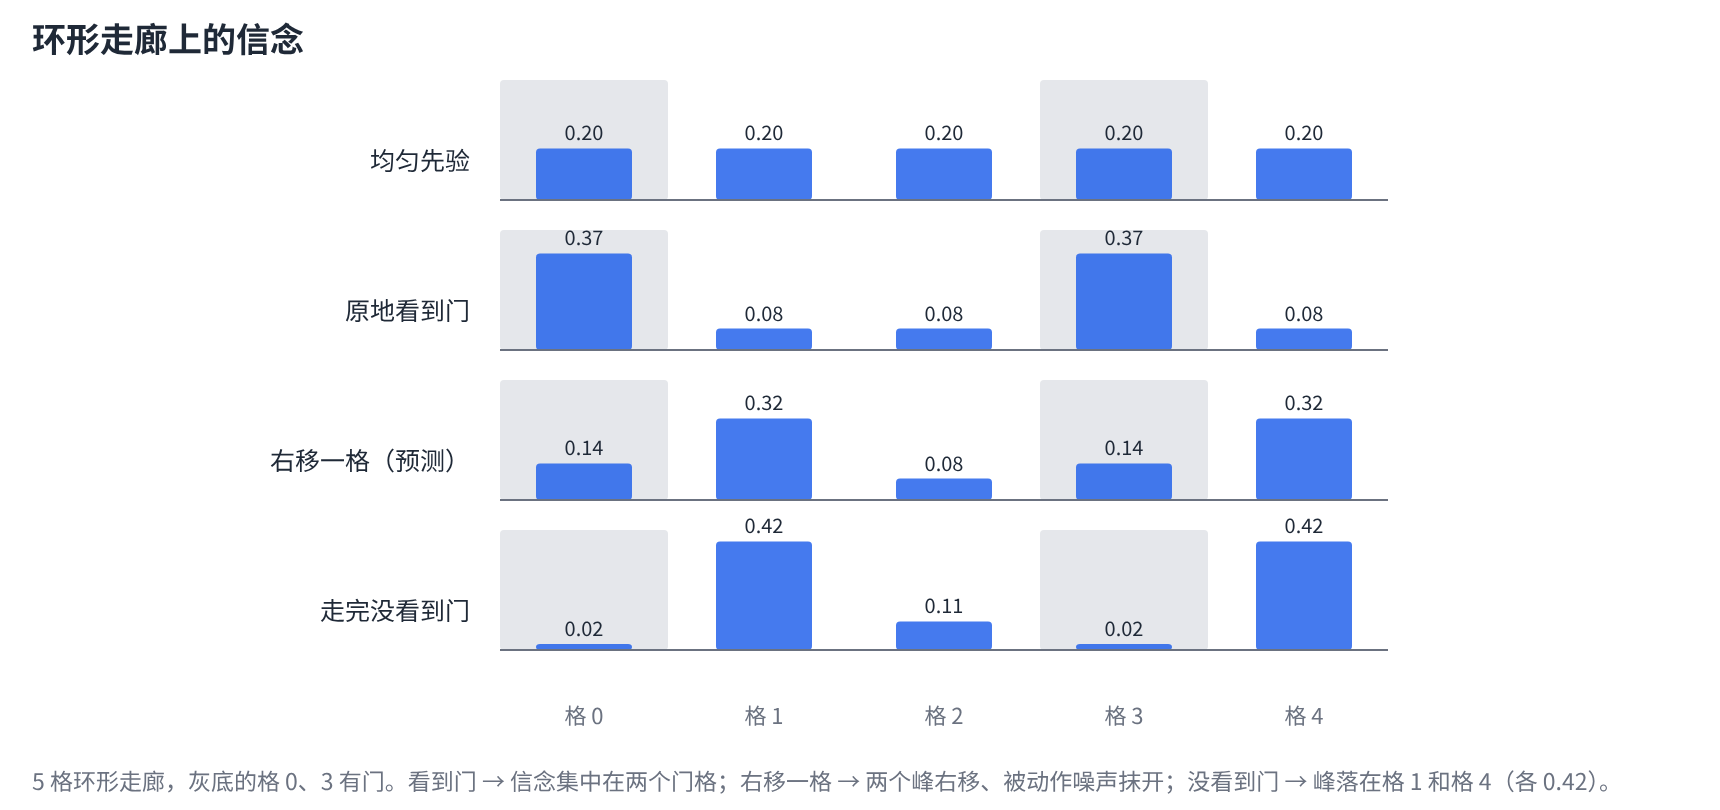 环形走廊上的信念
均匀先验
0.20 0.20 0.20 0.20 0.20
原地看到门
0.37 0.08 0.08 0.37 0.08
右移一格（预测）
0.14 0.32 0.08 0.14 0.32
走完没看到门
0.02 0.42 0.11 0.02 0.42
格 0 格 1 格 2 格 3 格 4
5 格环形走廊，灰底的格 0、3 有门。看到门 → 信念集中在两个门格；右移一格 → 两个峰右移、被动作噪声抹开；没看到门 → 峰落在格 1 和格 4（各 0.42）。